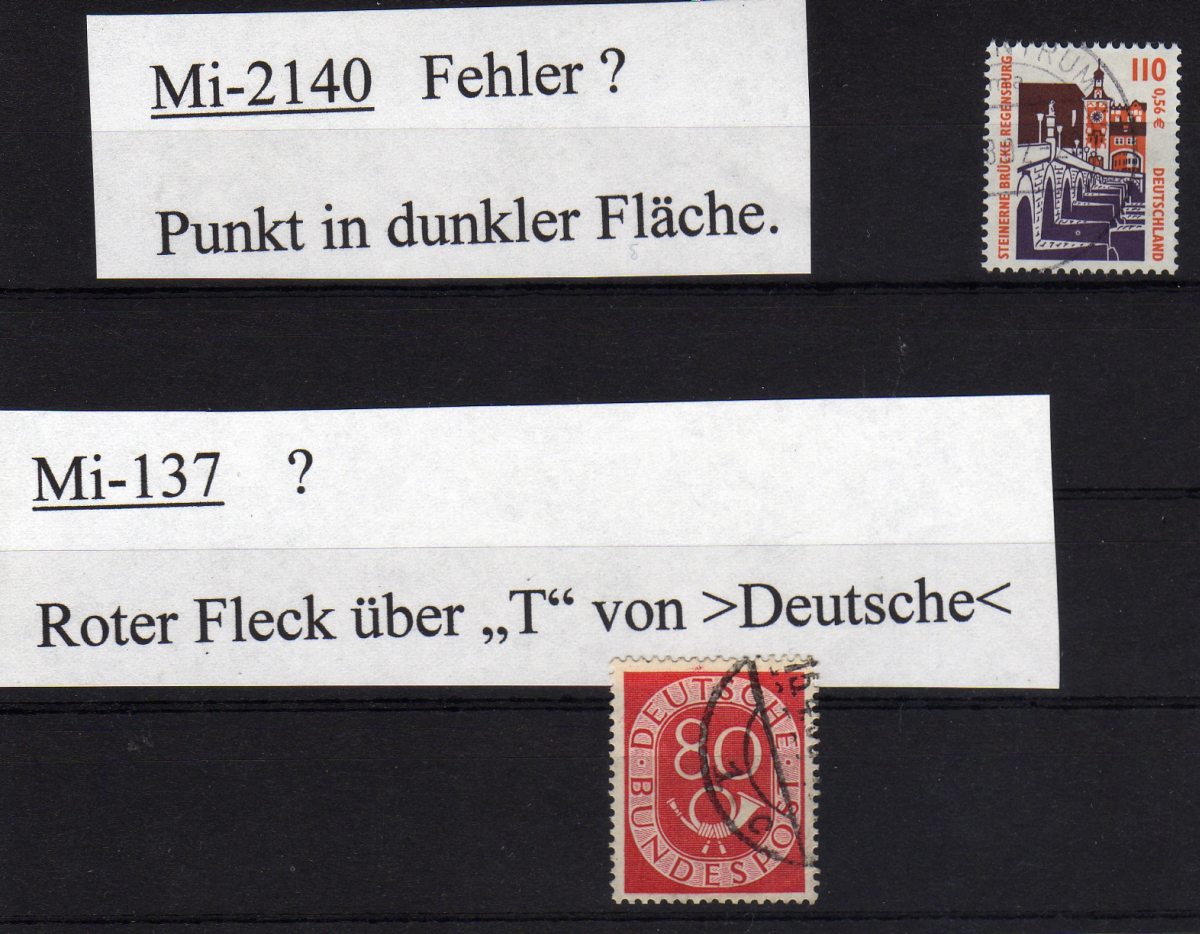 Mi-2140 Fehler ?
Punkt in dunkler Fläche.
STEINERNE BRÜCKE REGENSBURG
110
0,56 €
DEUTSCHLAND
Mi-137 ?
Roter Fleck über „T“ von >Deutsche<
DEUTSCHE
80
BUNDESPOST